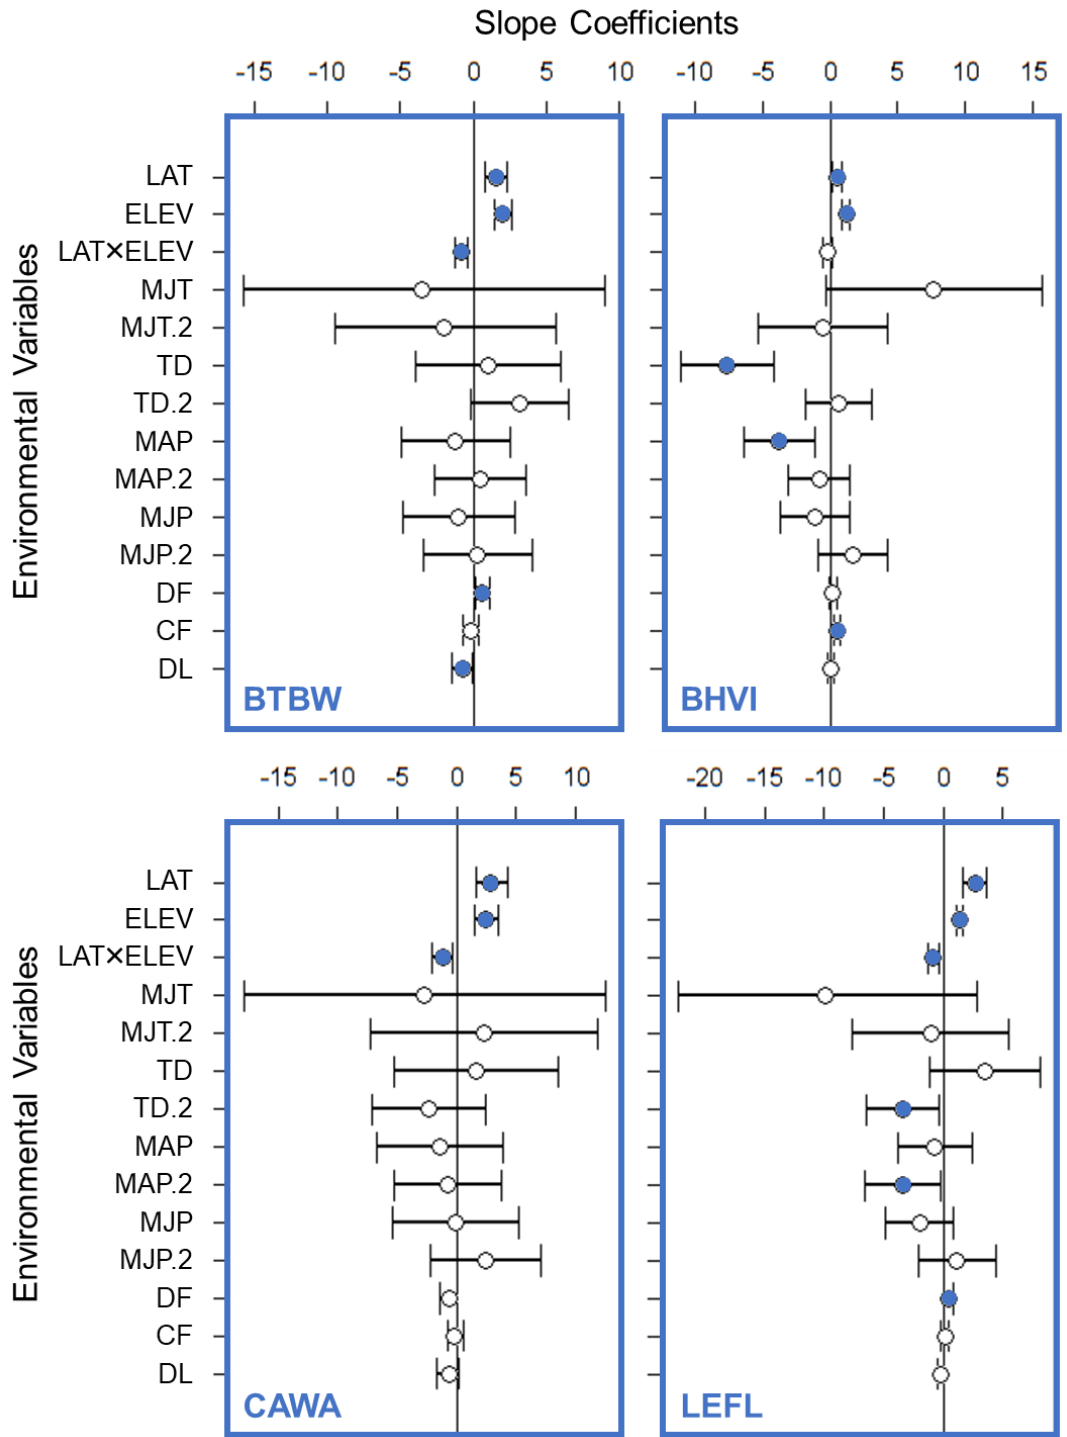 Slope Coefficients
-15 -10 -5 0 5 10
-10 -5 0 5 10 15
Environmental Variables
LAT
ELEV
LAT×ELEV
MJT
MJT.2
TD
TD.2
MAP
MAP.2
MJP
MJP.2
DF
CF
DL
BTBW
BHVI
-15 -10 -5 0 5 10
-20 -15 -10 -5 0 5
Environmental Variables
LAT
ELEV
LAT×ELEV
MJT
MJT.2
TD
TD.2
MAP
MAP.2
MJP
MJP.2
DF
CF
DL
CAWA
LEFL